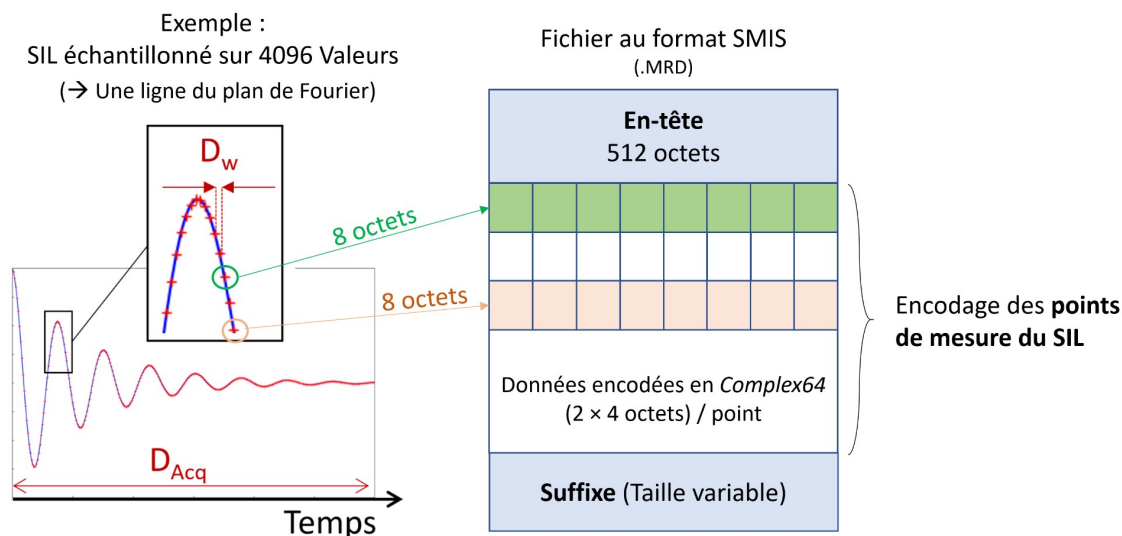 Exemple :
SIL échantillonné sur 4096 Valeurs
(→ Une ligne du plan de Fourier)
Dw
8 octets
8 octets
DAcq
Temps
Fichier au format SMIS
(.MRD)
En-tête
512 octets
Données encodées en Complex64
(2 × 4 octets) / point
Suffixe (Taille variable)
Encodage des points
de mesure du SIL